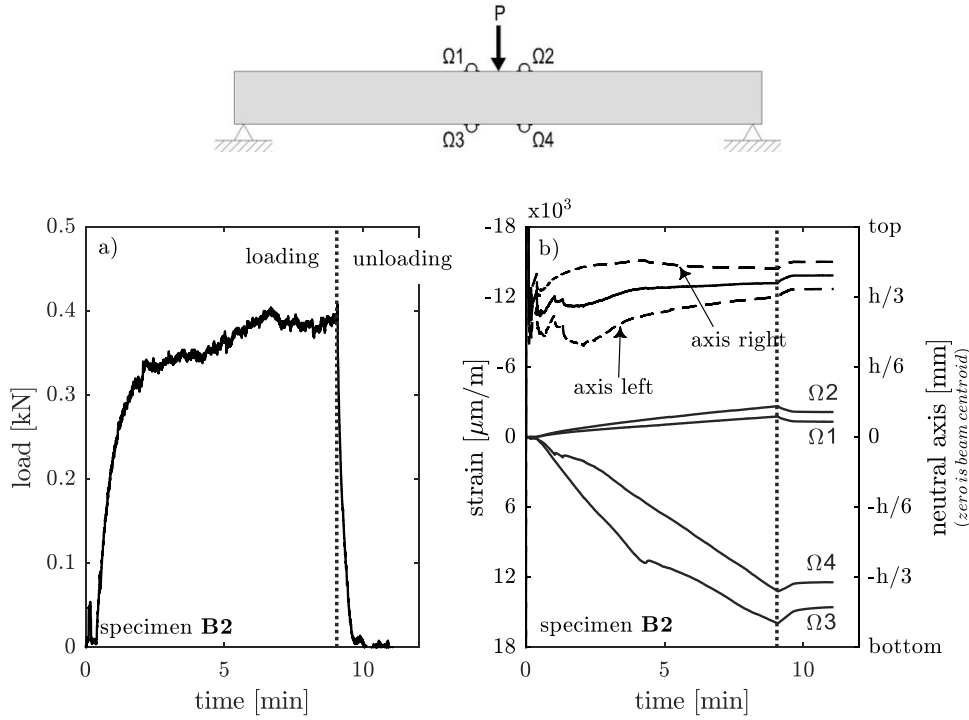 P
Ω1
Ω2
Ω3
Ω4
a)
loading
unloading
0.5
0.4
0.3
0.2
0.1
0
load [kN]
specimen B2
0
5
10
time [min]
x10³
b)
-18
-12
-6
0
6
12
18
strain [μm/m]
axis right
axis left
Ω2
Ω1
Ω4
Ω3
specimen B2
0
5
10
time [min]
top
h/3
h/6
0
-h/6
-h/3
bottom
neutral axis [mm]
(zero is beam centroid)